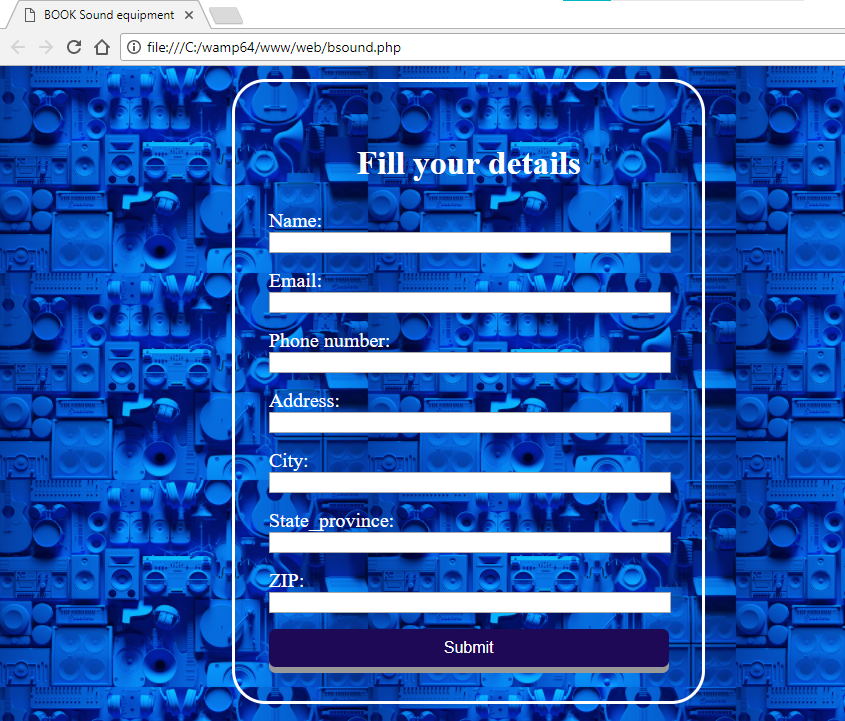 BOOK Sound equipment
file:///C:/wamp64/www/web/bsound.php
Fill your details
Name:
Email:
Phone number:
Address:
City:
State_province:
ZIP:
Submit